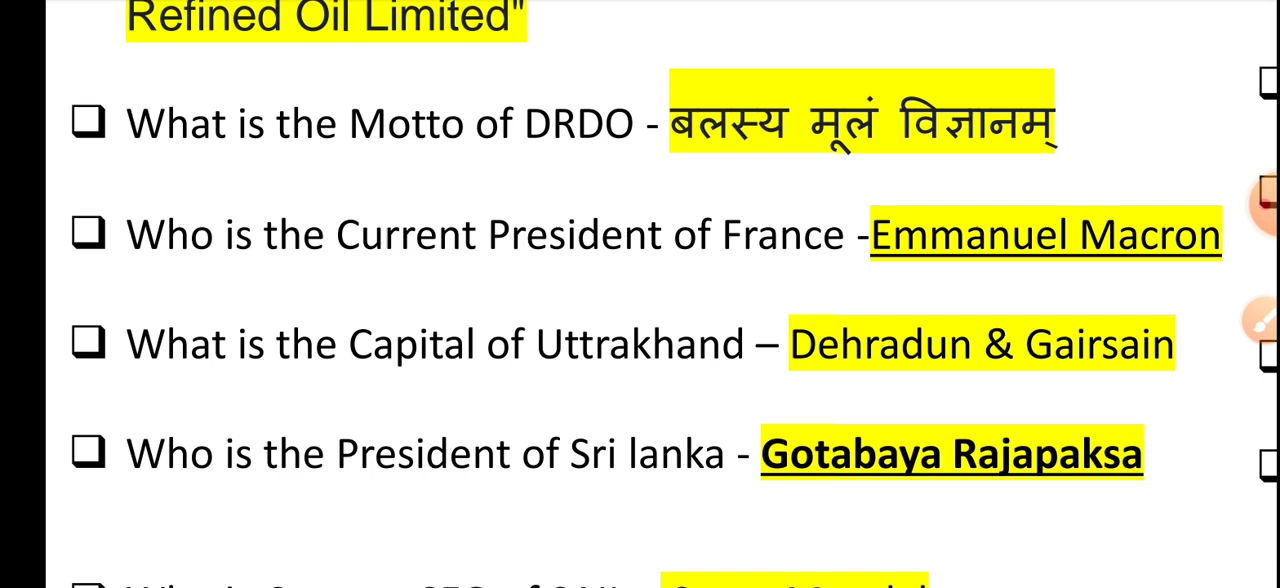 Refined Oil Limited"
❑ What is the Motto of DRDO - बलस्य मूलं विज्ञानम्
❑ Who is the Current President of France -Emmanuel Macron
❑ What is the Capital of Uttrakhand – Dehradun & Gairsain
❑ Who is the President of Sri lanka - Gotabaya Rajapaksa